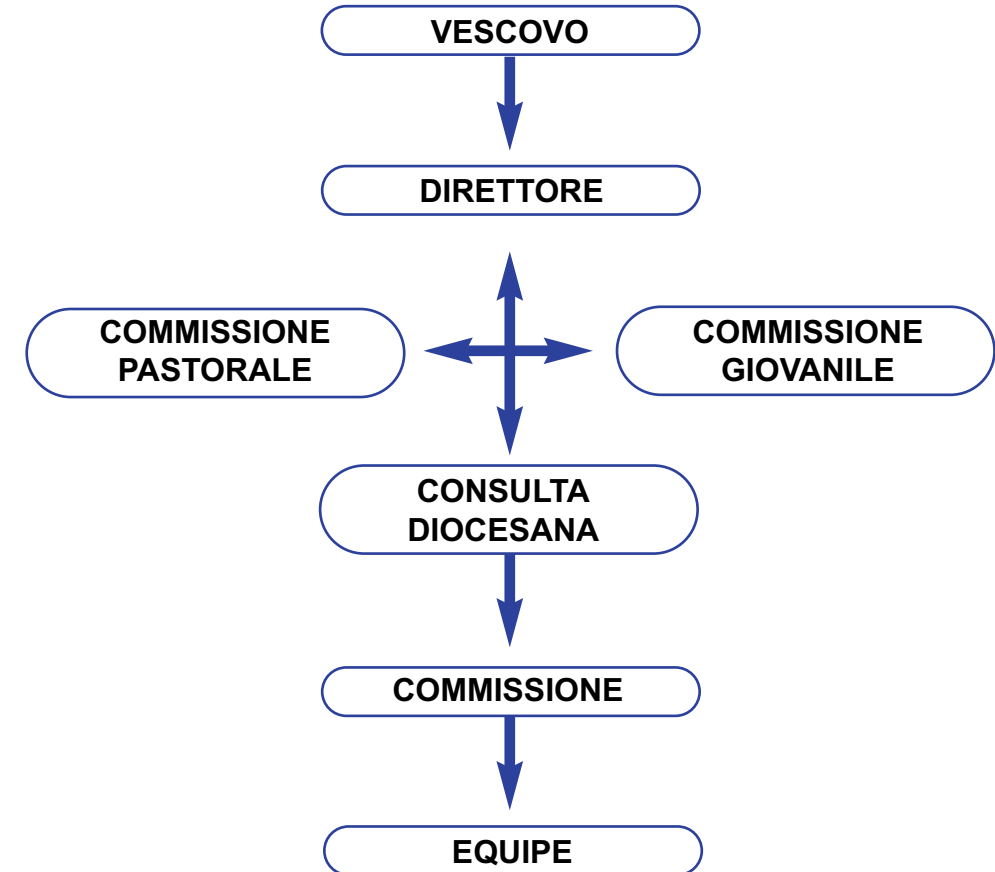 VESCOVO
DIRETTORE
COMMISSIONE
PASTORALE
COMMISSIONE
GIOVANILE
CONSULTA
DIOCESANA
COMMISSIONE
EQUIPE